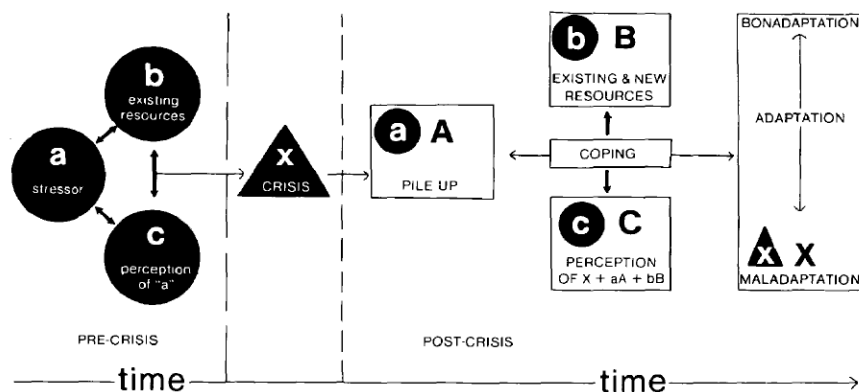 a
stressor
b
existing
resources
c
perception
of "a"
x
CRISIS
a A
PILE UP
b B
EXISTING & NEW
RESOURCES
COPING
c C
PERCEPTION
OF X + aA + bB
BONADAPTATION
ADAPTATION
x X
MALADAPTATION
PRE-CRISIS
POST-CRISIS
time
time